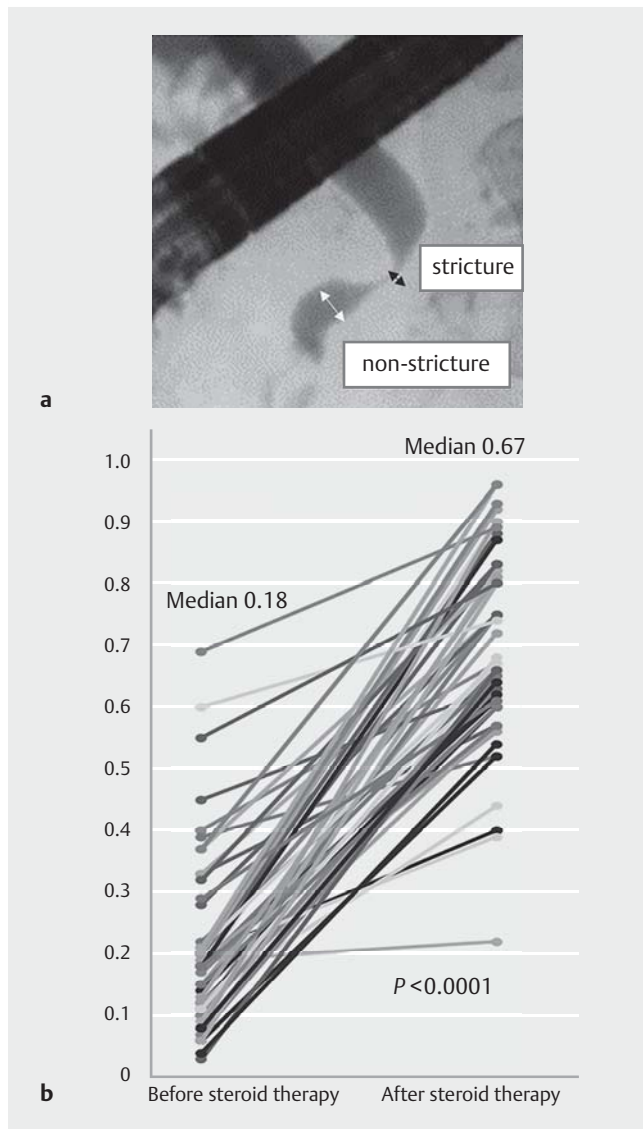 stricture
non-stricture
a
Median 0.67
1.0
0.9
0.8
Median 0.18
0.7
0.6
0.5
0.4
0.3
0.2
P <0.0001
0.1
0
b
Before steroid therapy
After steroid therapy